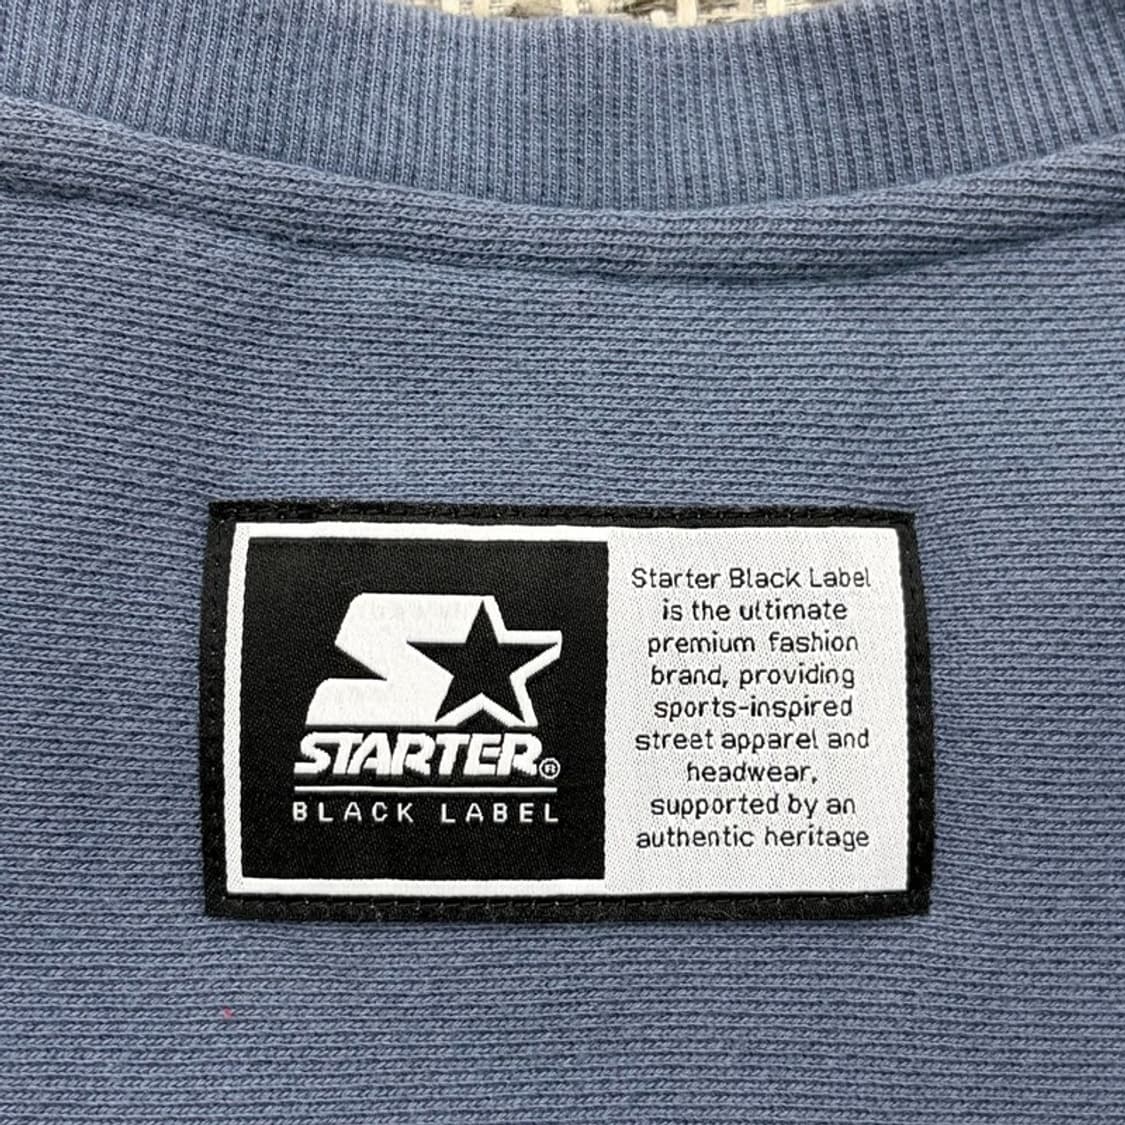 STARTER®
BLACK LABEL
Starter Black Label
is the ultimate
premium fashion
brand, providing
sports-inspired
street apparel and
headwear,
supported by an
authentic heritage